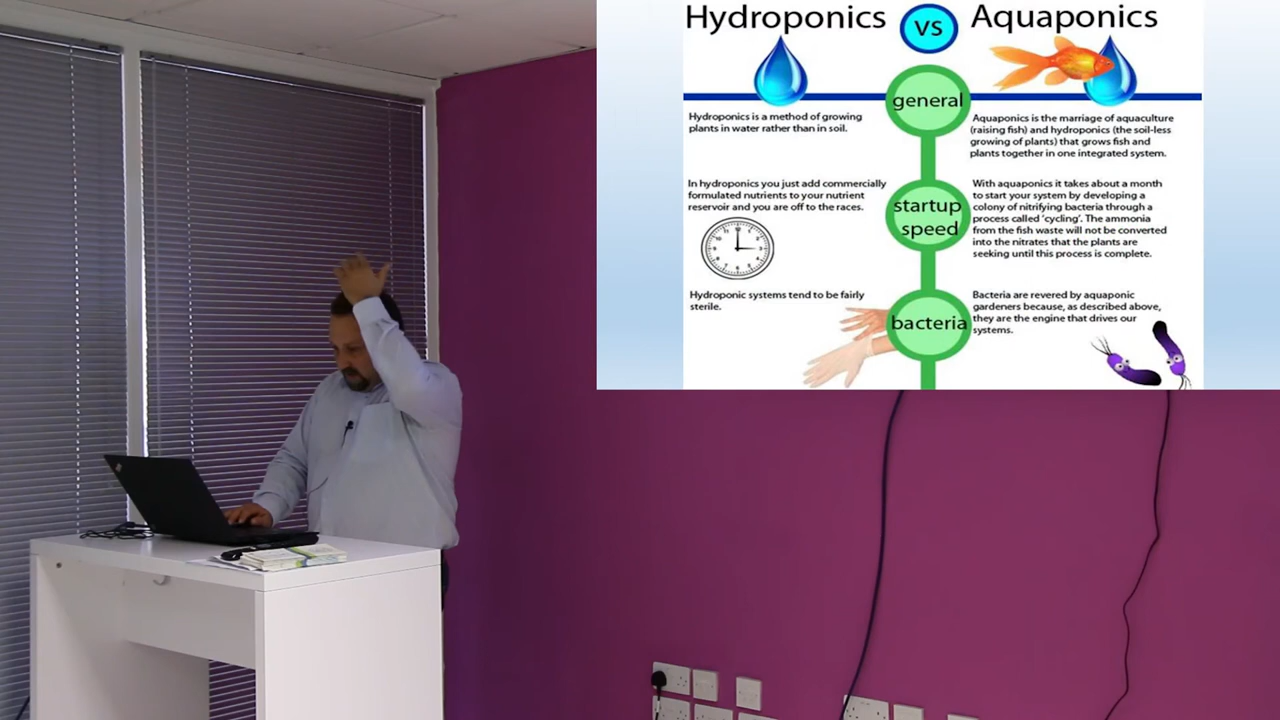 Hydroponics VS Aquaponics
general
Hydroponics is a method of growing
plants in water rather than in soil.
Aquaponics is the marriage of aquaculture
(raising fish) and hydroponics (the soil-less
growing of plants) that grows fish and
plants together in one integrated system.
startup
speed
In hydroponics you just add commercially
formulated nutrients to your nutrient
reservoir and you are off to the races.
With aquaponics it takes about a month
to start your system by developing a
colony of nitrifying bacteria through a
process called 'cycling'. The ammonia
from the fish waste will not be converted
into the nitrates that the plants are
seeking until this process is complete.
bacteria
Hydroponic systems tend to be fairly
sterile.
Bacteria are revered by aquaponic
gardeners because, as described above,
they are the engine that drives our
systems.